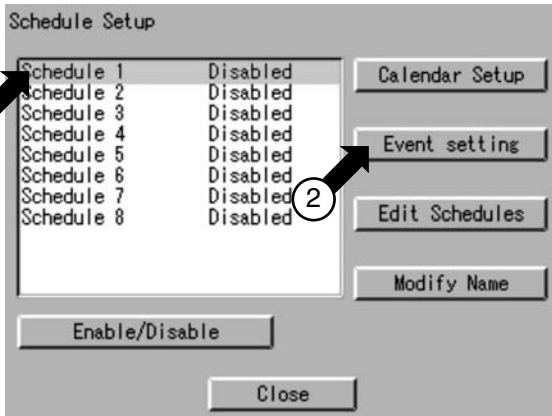 Schedule Setup
Schedule 1 Disabled
Schedule 2 Disabled
Schedule 3 Disabled
Schedule 4 Disabled
Schedule 5 Disabled
Schedule 6 Disabled
Schedule 7 Disabled
Schedule 8 Disabled
Calendar Setup
Event setting
2
Edit Schedules
Modify Name
Enable/Disable
Close